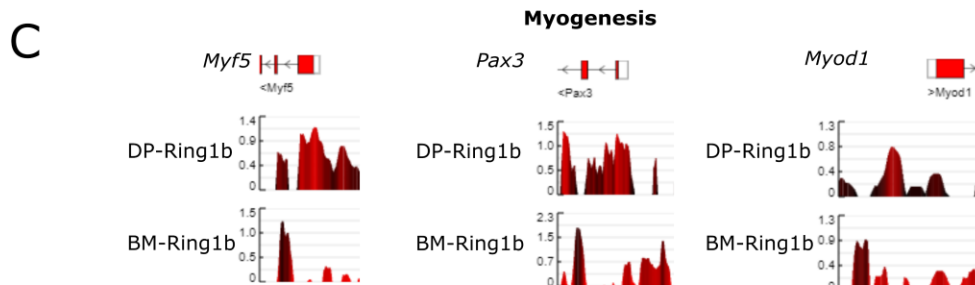 C
Myogenesis
Myf5
<Myf5
Pax3
<Pax3
Myod1
>Myod1
DP-Ring1b
1.4
0.9
0.4
0
DP-Ring1b
1.5
1.0
0.5
0
DP-Ring1b
1.3
0.8
0.4
0
BM-Ring1b
1.5
1.0
0.5
0
BM-Ring1b
2.3
1.5
0.7
0
BM-Ring1b
1.3
0.9
0.4
0